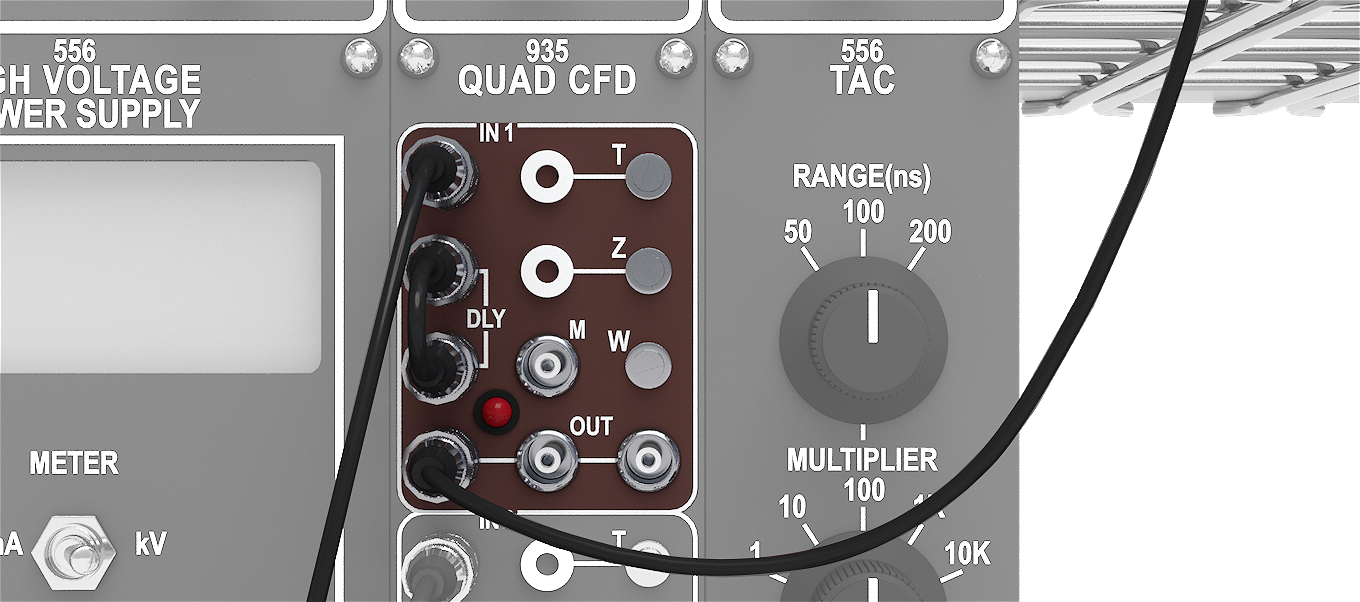 556
GH VOLTAGE
WER SUPPLY
METER
kV
935
QUAD CFD
IN 1
T
Z
DLY
M
W
OUT
T
556
TAC
RANGE(ns)
50
100
200
MULTIPLIER
1
10
100
1K
10K